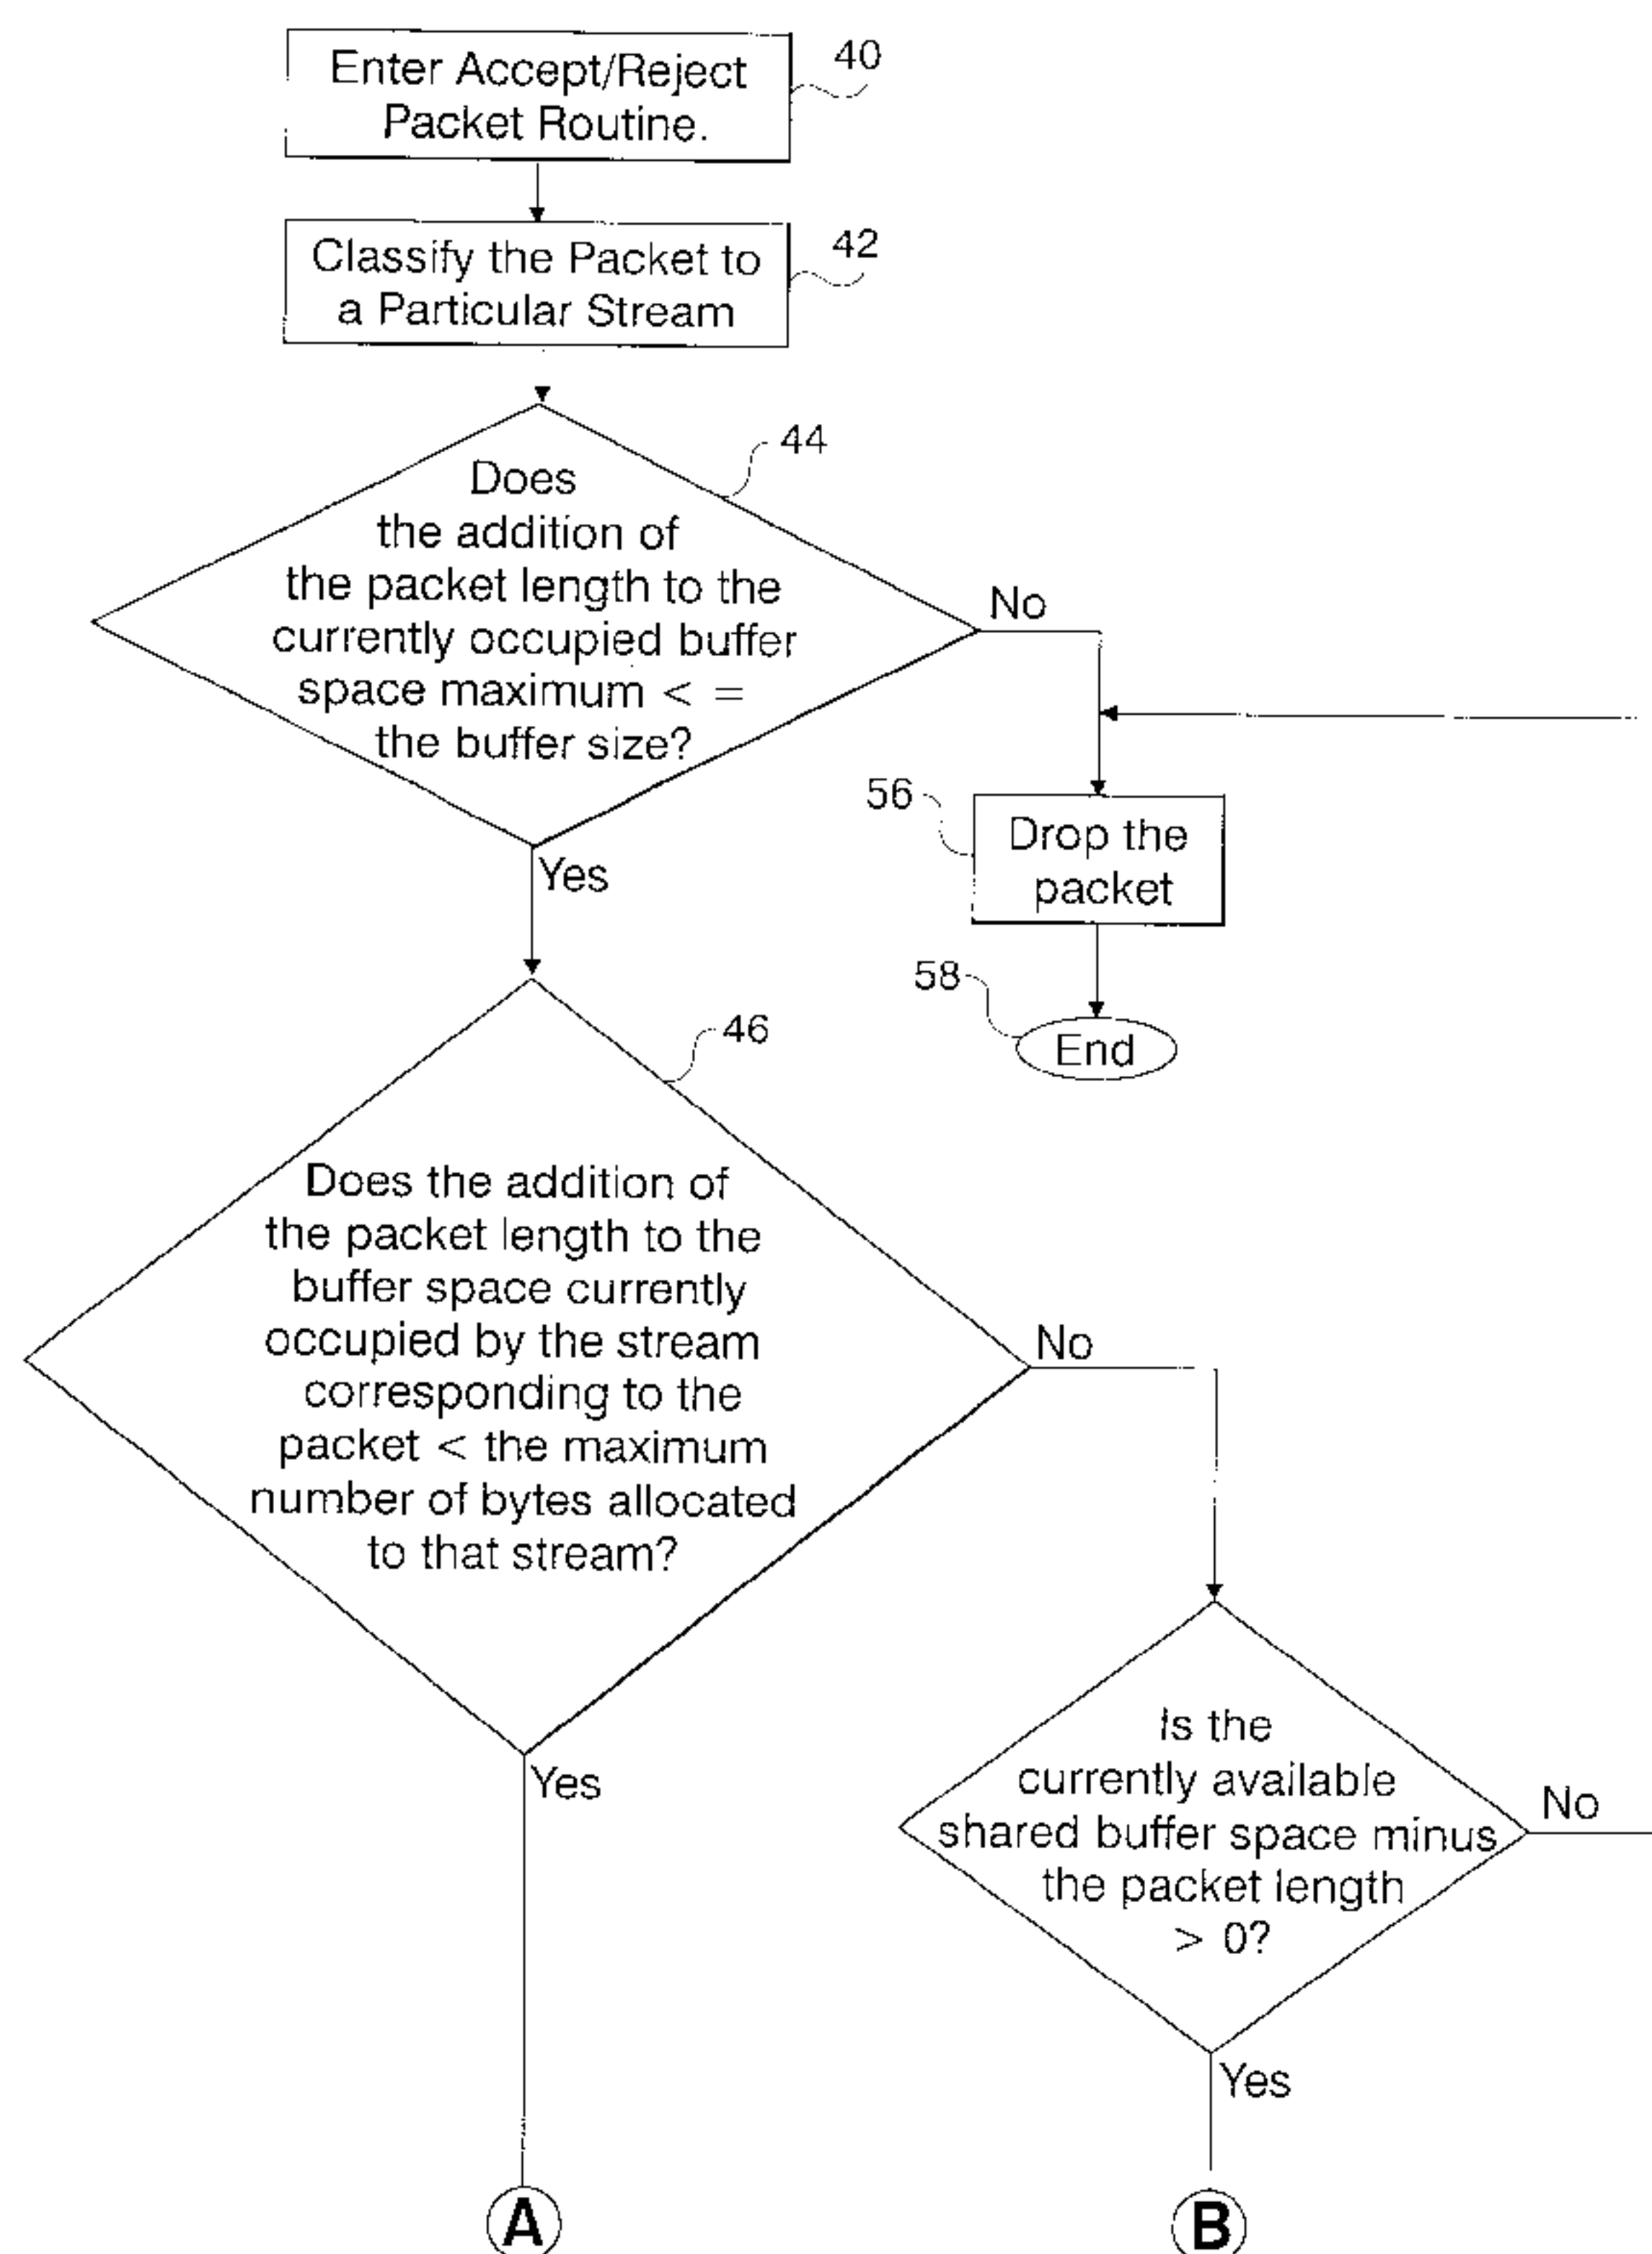 Enter Accept/Reject
Packet Routine.
40
Classify the Packet to
a Particular Stream
42
44
Does
the addition of
the packet length to the
currently occupied buffer
space maximum < =
the buffer size?
No
Yes
56
Drop the
packet
58
End
46
Does the addition of
the packet length to the
buffer space currently
occupied by the stream
corresponding to the
packet < the maximum
number of bytes allocated
to that stream?
No
Yes
Is the
currently available
shared buffer space minus
the packet length
> 0?
No
Yes
A
B